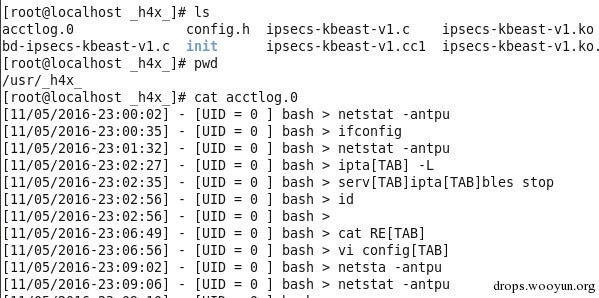 [root@localhost _h4x_]# ls
acctlog.0 config.h ipsecs-kbeast-v1.c ipsecs-kbeast-v1.ko
bd-ipsecs-kbeast-v1.c init ipsecs-kbeast-v1.cc1 ipsecs-kbeast-v1.ko.
[root@localhost _h4x_]# pwd
/usr/_h4x_
[root@localhost _h4x_]# cat acctlog.0
[11/05/2016-23:00:02] - [UID = 0 ] bash > netstat -antpu
[11/05/2016-23:00:35] - [UID = 0 ] bash > ifconfig
[11/05/2016-23:01:32] - [UID = 0 ] bash > netstat -antpu
[11/05/2016-23:02:27] - [UID = 0 ] bash > ipta[TAB] -L
[11/05/2016-23:02:35] - [UID = 0 ] bash > serv[TAB]ipta[TAB]bles stop
[11/05/2016-23:02:56] - [UID = 0 ] bash > id
[11/05/2016-23:02:56] - [UID = 0 ] bash >
[11/05/2016-23:06:49] - [UID = 0 ] bash > cat RE[TAB]
[11/05/2016-23:06:56] - [UID = 0 ] bash > vi config[TAB]
[11/05/2016-23:09:02] - [UID = 0 ] bash > netsta -antpu
[11/05/2016-23:09:06] - [UID = 0 ] bash > netstat -antpu
drops.wooyun.org